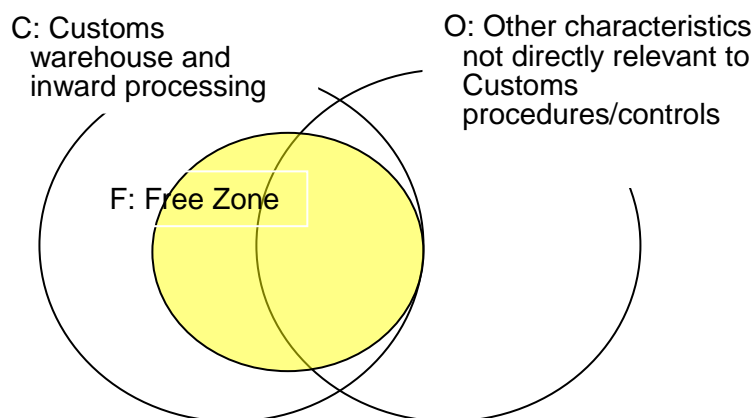 C: Customs
warehouse and
inward processing
O: Other characteristics
not directly relevant to
Customs
procedures/controls
F: Free Zone